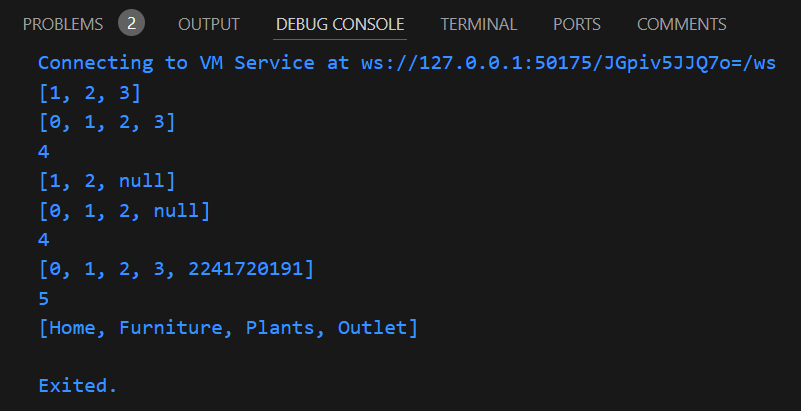 PROBLEMS 2 OUTPUT DEBUG CONSOLE TERMINAL PORTS COMMENTS
Connecting to VM Service at ws://127.0.0.1:50175/JGpiv5JJQ7o=/ws
[1, 2, 3]
[0, 1, 2, 3]
4
[1, 2, null]
[0, 1, 2, null]
4
[0, 1, 2, 3, 2241720191]
5
[Home, Furniture, Plants, Outlet]
Exited.